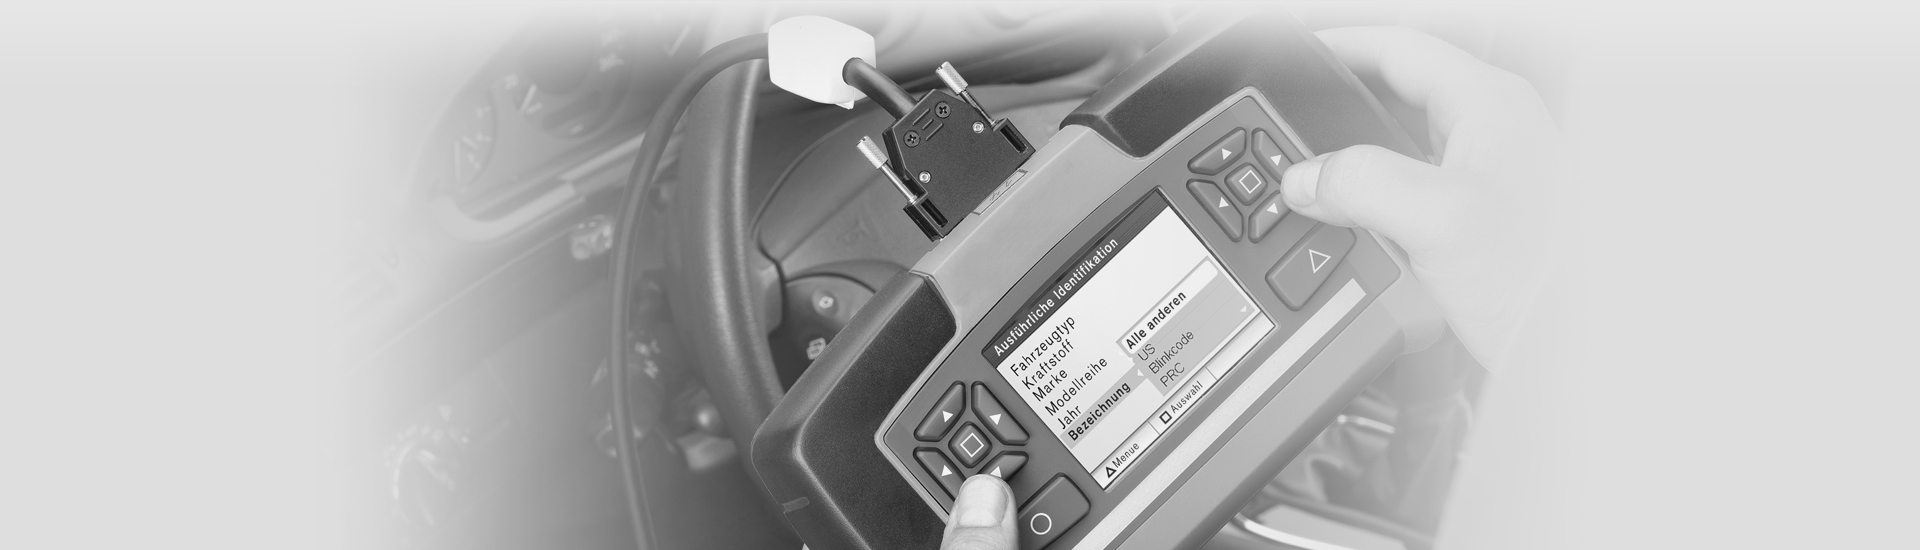 Ausführliche Identifikation
Fahrzeugtyp
Kraftstoff
Marke
Modellreihe
Jahr
Bezeichnung
Alle anderen
US
Blinkcode
PRC
Menue
Auswahl